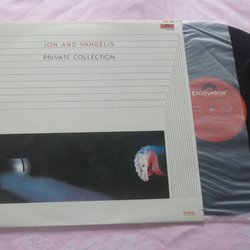 JON AND VANGELIS
PRIVATE COLLECTION
Polydor